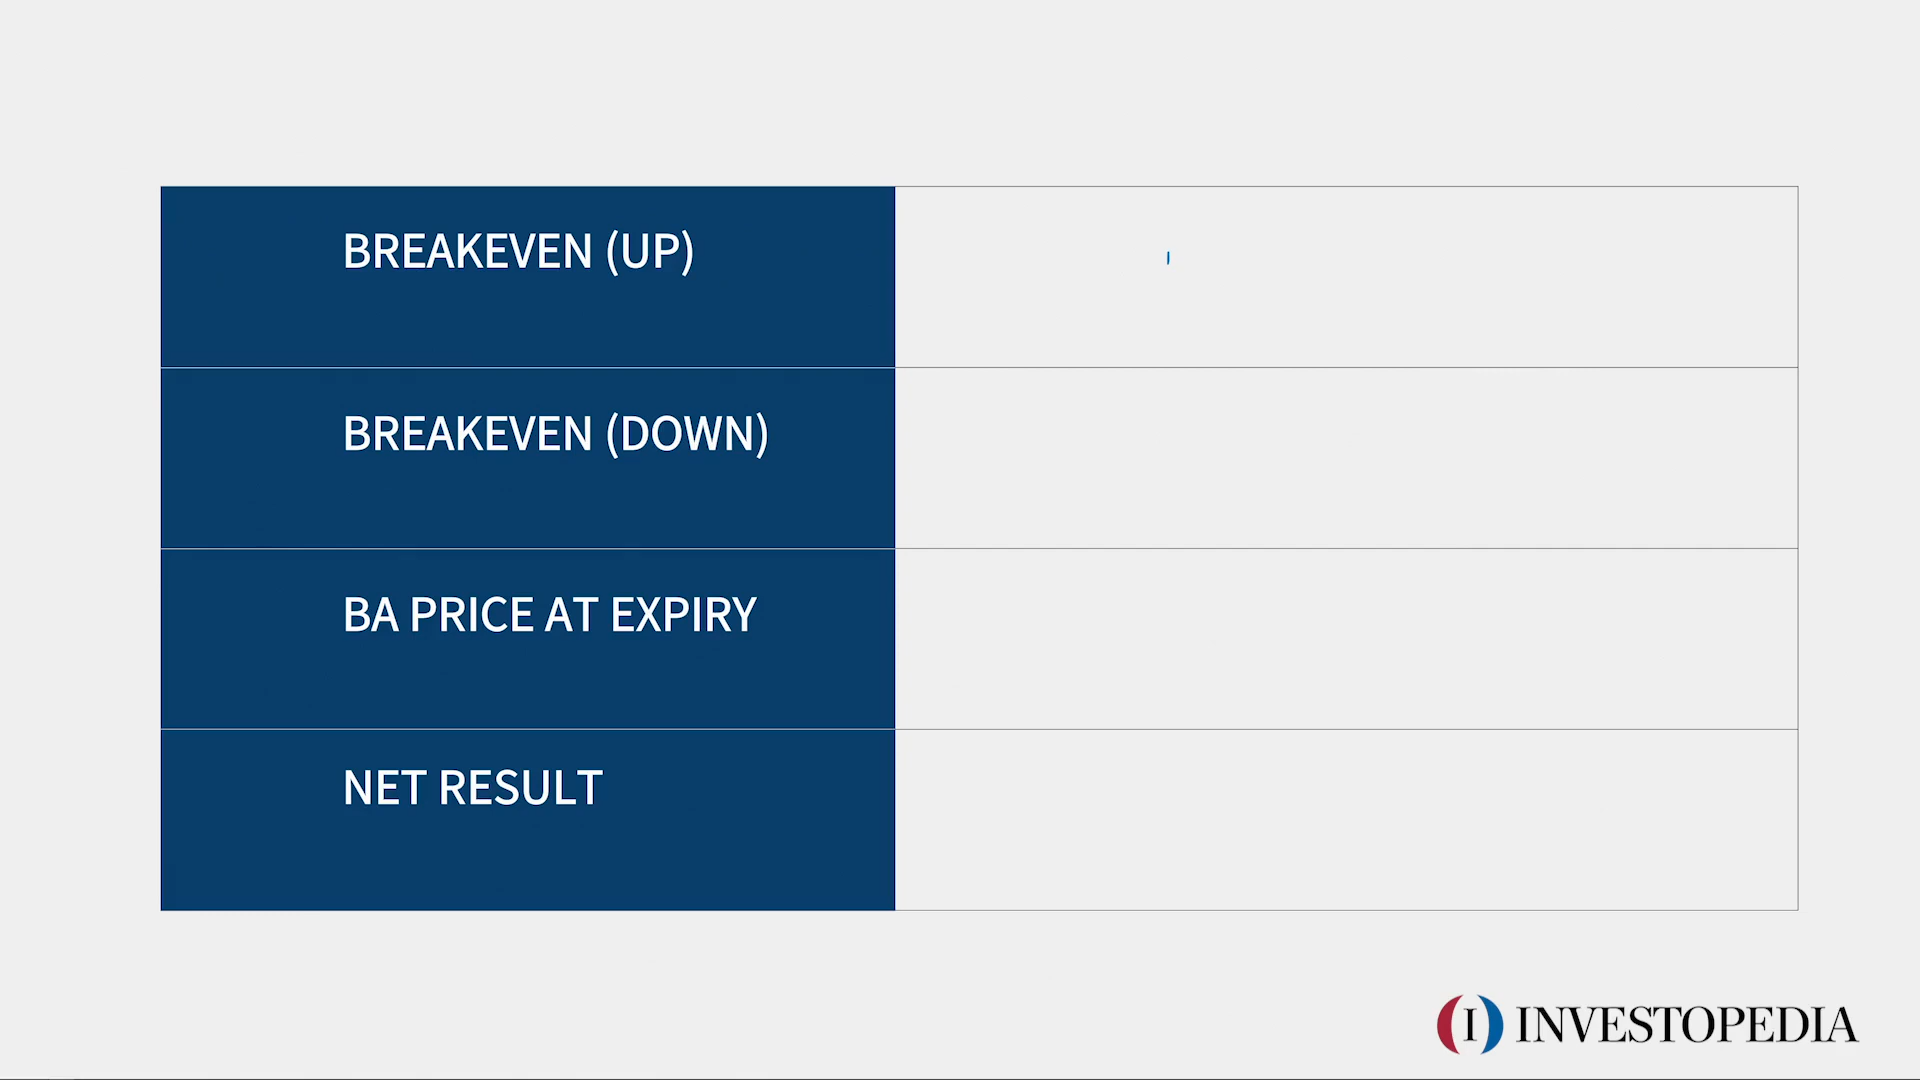 BREAKEVEN (UP)
BREAKEVEN (DOWN)
BA PRICE AT EXPIRY
NET RESULT
INVESTOPEDIA